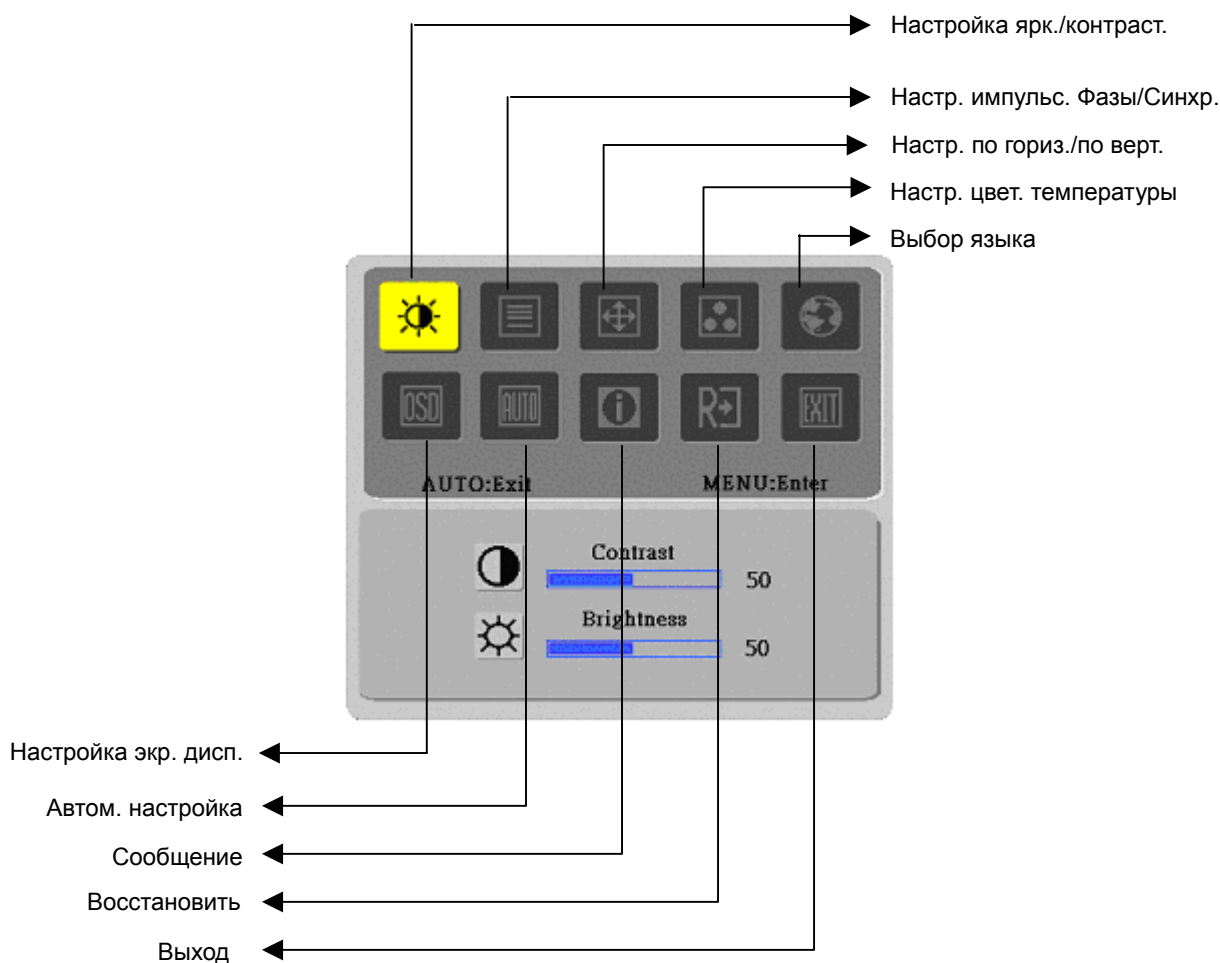 Настройка ярк./контраст.
Настр. импульс. Фазы/Синхр.
Настр. по гориз./по верт.
Настр. цвет. температуры
Выбор языка
OSD
AUTO
i
R
EXIT
AUTO:Exit
MENU:Enter
Contrast
50
Brightness
50
Настройка экр. дисп.
Автом. настройка
Сообщение
Восстановить
Выход